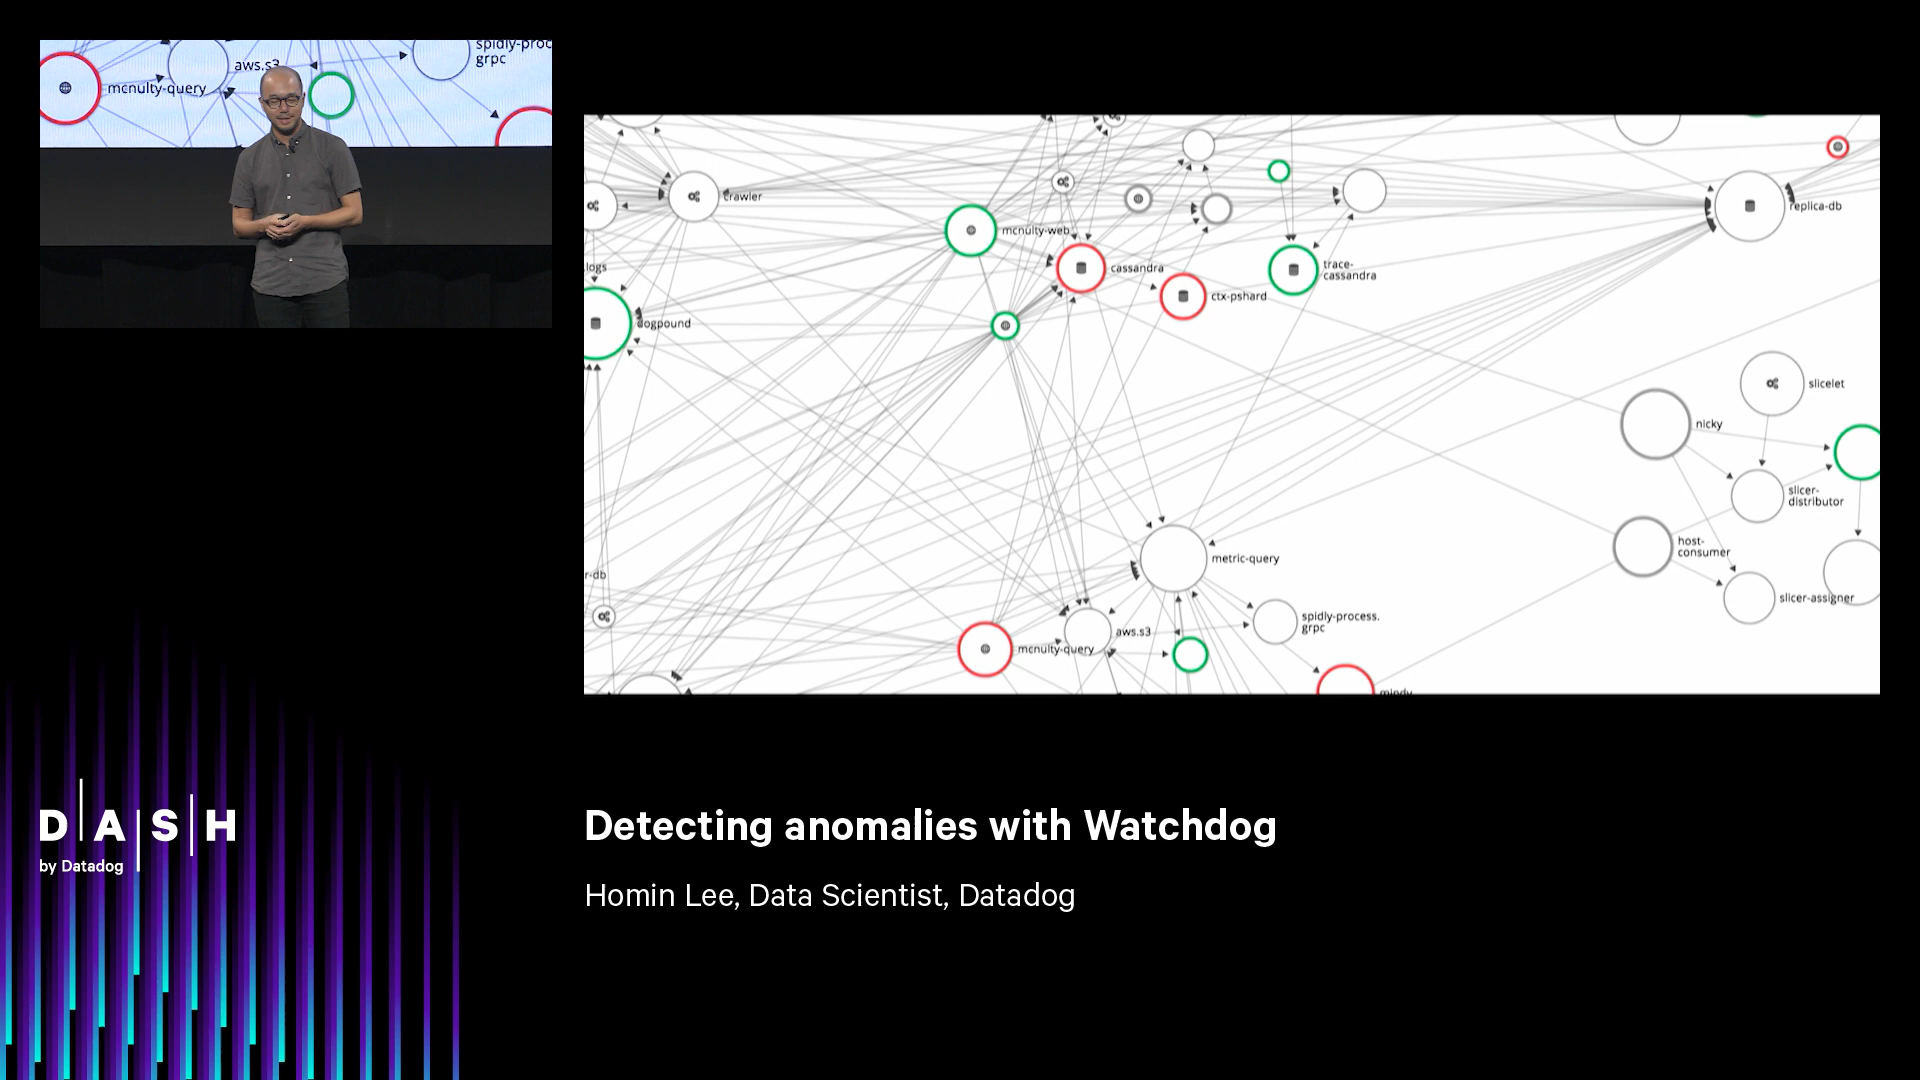 spidly-proc
grpc
aws.s3
mcnulty-query
crawler
replica-db
mcnulty-web
logs
cassandra
trace-
cassandra
ctx-pshard
dogpound
slicelet
nicky
slicer-
distributor
host-
consumer
metric-query
r-db
slicer-assigner
spidly-process.
grpc
aws.s3
mcnulty-query
mindy
DASH
by Datadog
Detecting anomalies with Watchdog
Homin Lee, Data Scientist, Datadog